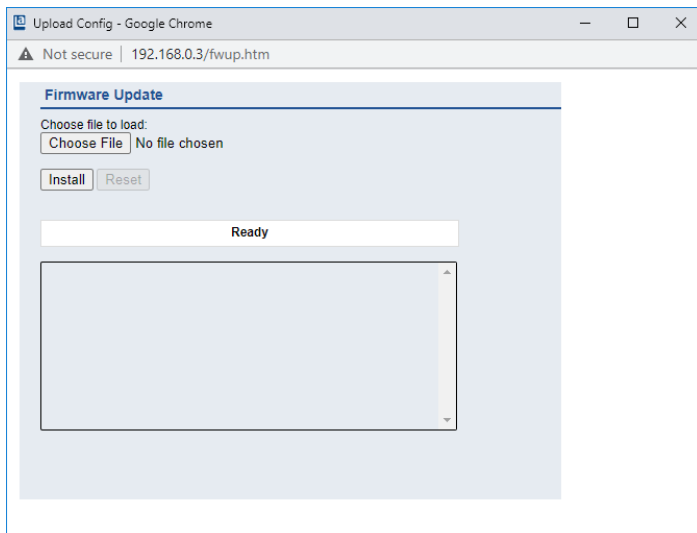 Upload Config - Google Chrome
Not secure | 192.168.0.3/fwup.htm
Firmware Update
Choose file to load:
Choose File No file chosen
Install Reset
Ready